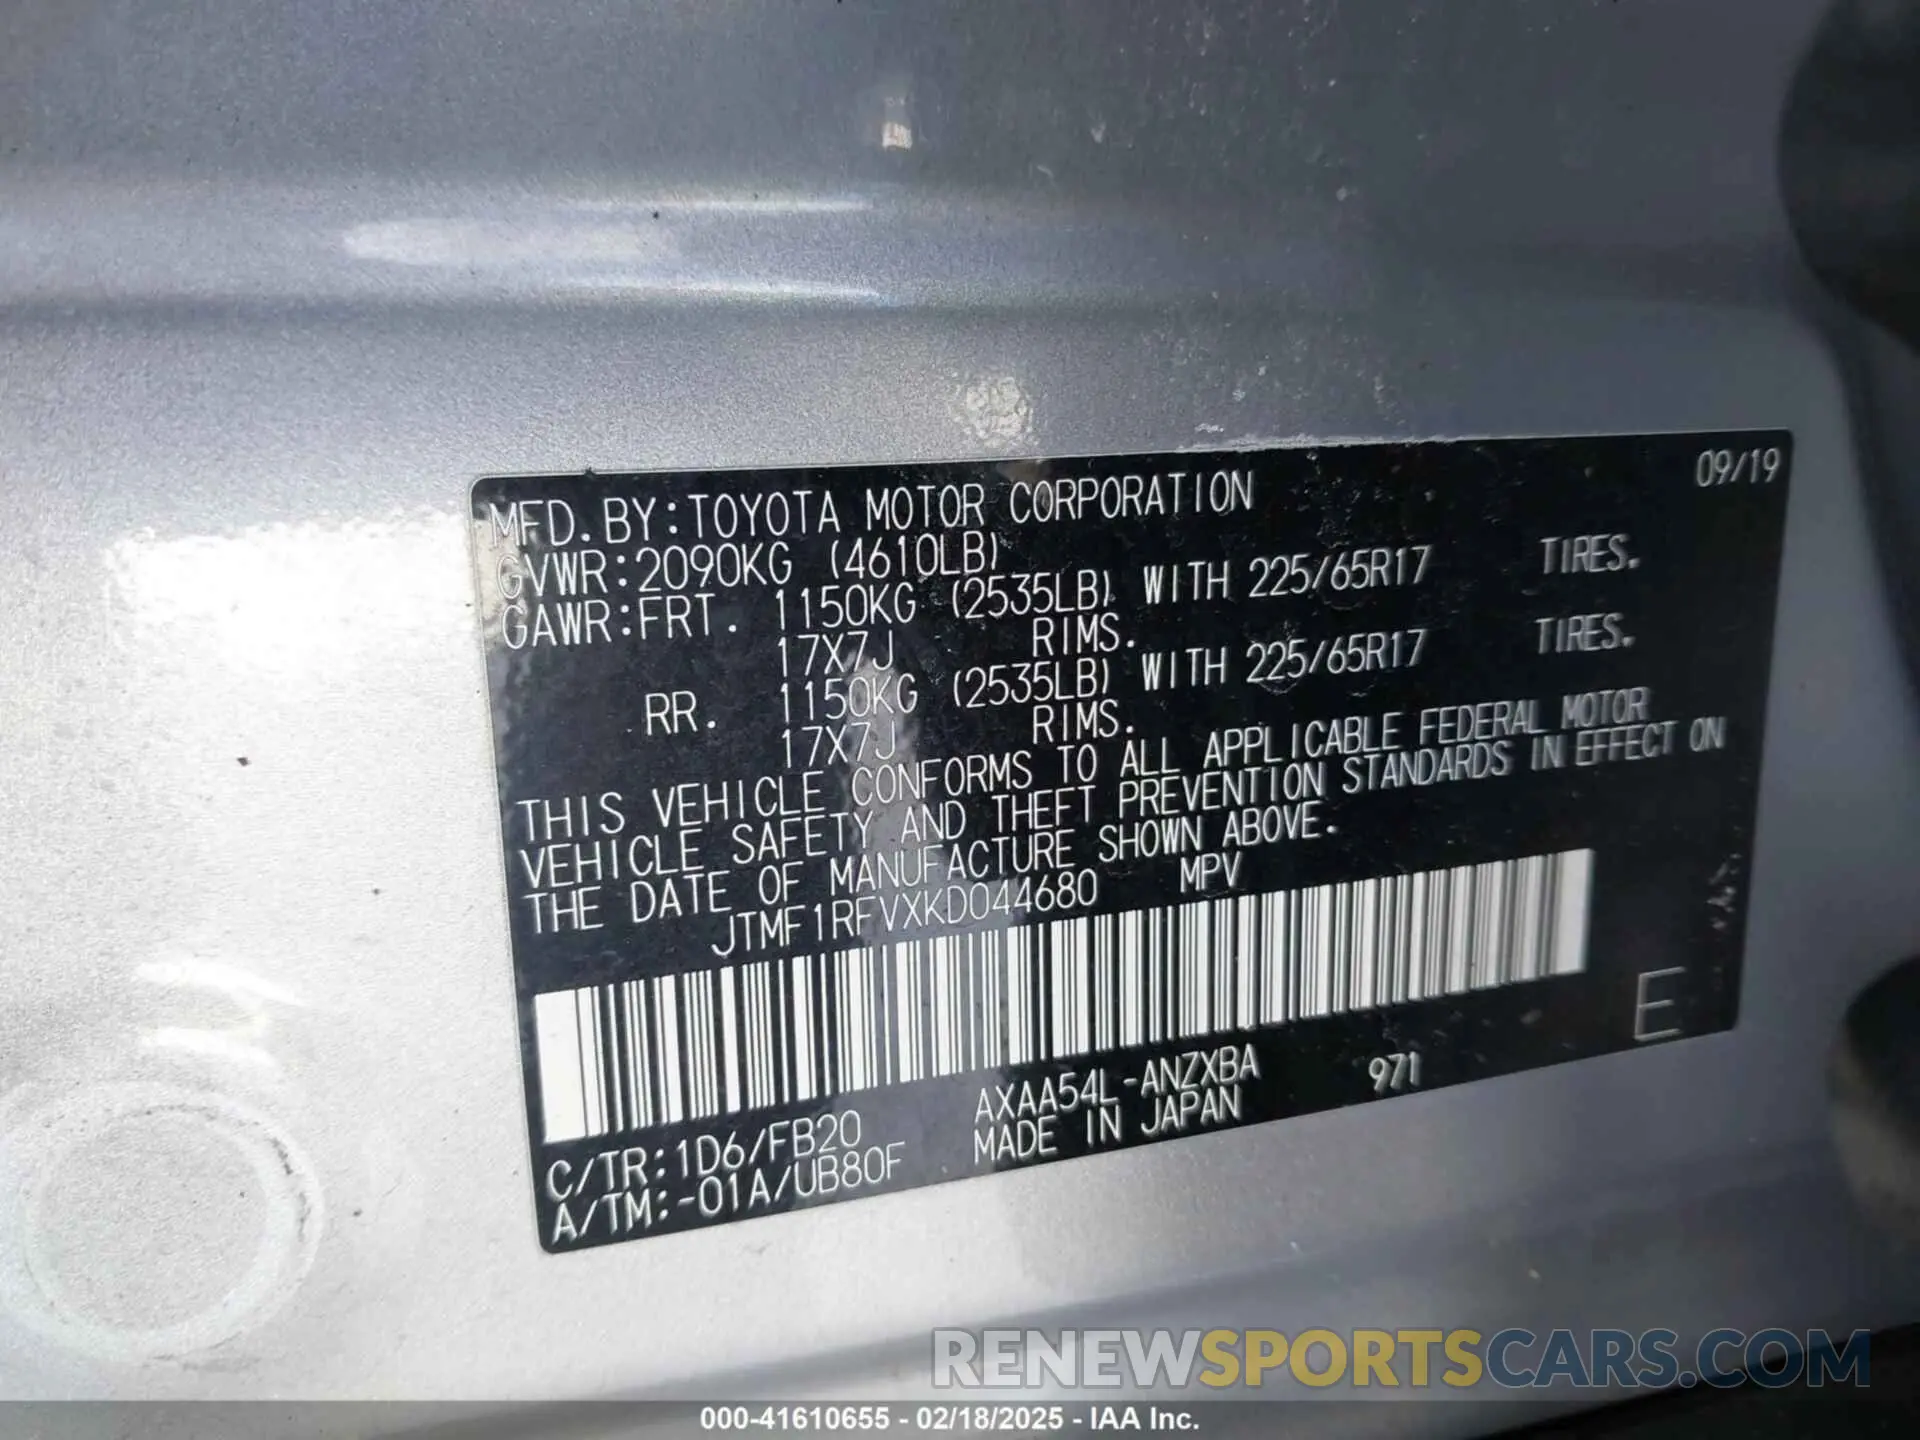 09/19
MFD. BY:TOYOTA MOTOR CORPORATION
GVWR:2090KG (4610LB)
GAWR:FRT. 1150KG (2535LB) WITH 225/65R17 TIRES.
17X7J RIMS.
RR. 1150KG (2535LB) WITH 225/65R17 TIRES.
17X7J RIMS.
THIS VEHICLE CONFORMS TO ALL APPLICABLE FEDERAL MOTOR
VEHICLE SAFETY AND THEFT PREVENTION STANDARDS IN EFFECT ON
THE DATE OF MANUFACTURE SHOWN ABOVE.
JTMF1RFVXKD044680 MPV
E
C/TR:1D6/FB20 AXAA54L-ANZXBA 971
A/TM:-01A/UB80F MADE IN JAPAN
RENEWSPORTSCARS.COM
000-41610655 - 02/18/2025 - IAA Inc.